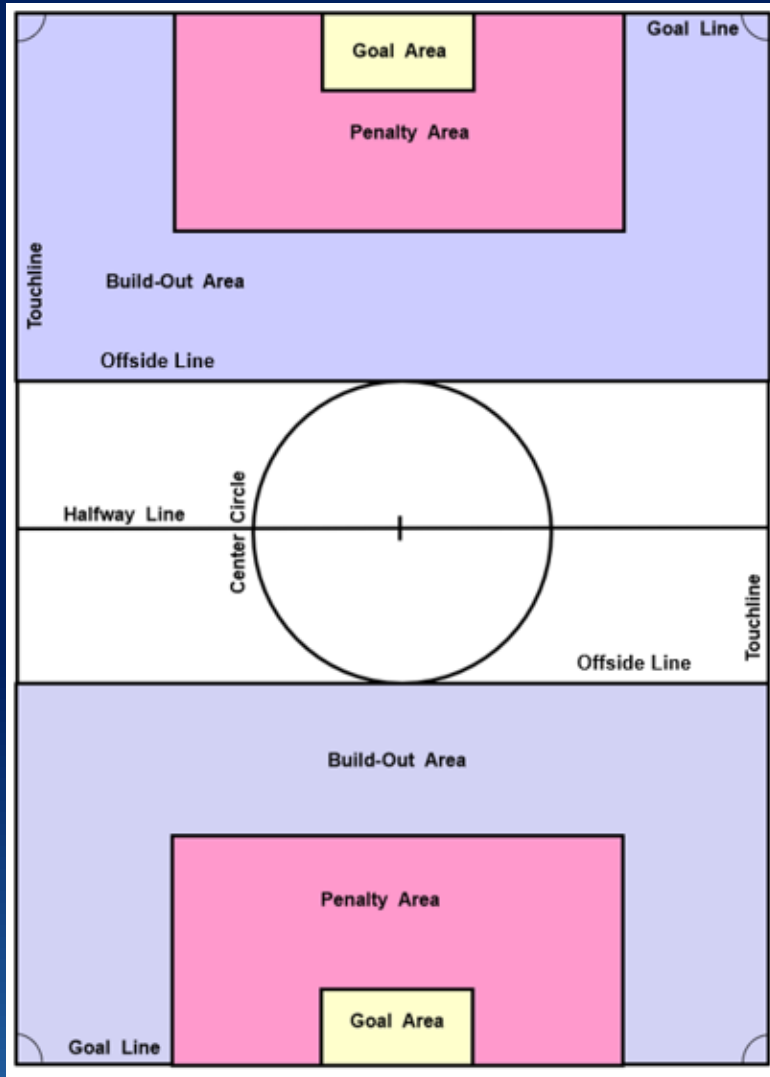 Goal Line
Goal Area
Penalty Area
Touchline
Build-Out Area
Offside Line
Halfway Line
Center Circle
Touchline
Offside Line
Build-Out Area
Penalty Area
Goal Area
Goal Line